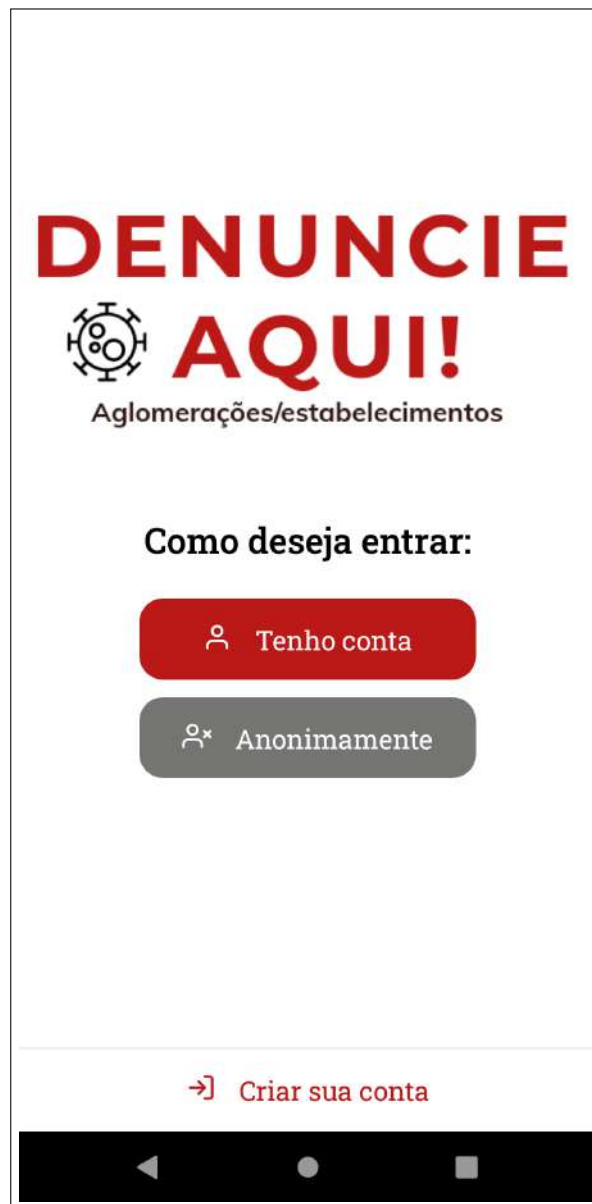 DENUNCIE
AQUI!
Aglomerações/estabelecimentos
Como deseja entrar:
Tenho conta
Anonimamente
Criar sua conta